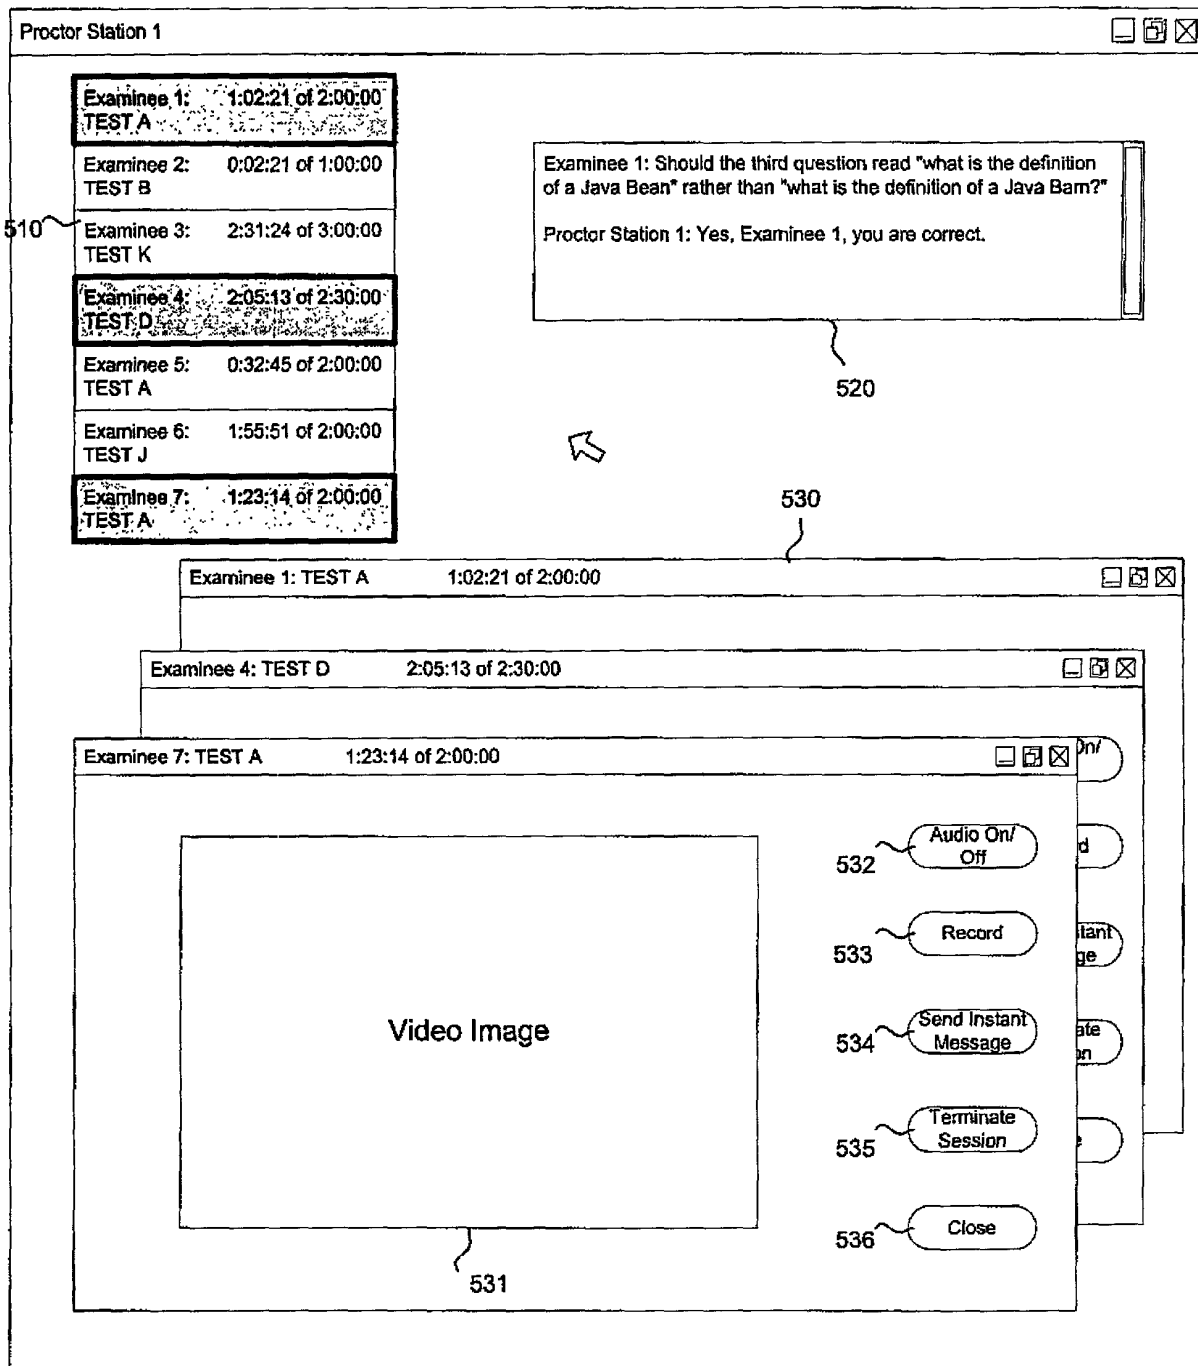 Proctor Station 1
Examinee 1: 1:02:21 of 2:00:00
TEST A
Examinee 2: 0:02:21 of 1:00:00
TEST B
510
Examinee 3: 2:31:24 of 3:00:00
TEST K
Examinee 4: 2:05:13 of 2:30:00
TEST D
Examinee 5: 0:32:45 of 2:00:00
TEST A
Examinee 6: 1:55:51 of 2:00:00
TEST J
Examinee 7: 1:23:14 of 2:00:00
TEST A
Examinee 1: Should the third question read "what is the definition
of a Java Bean" rather than "what is the definition of a Java Barn?"
Proctor Station 1: Yes, Examinee 1, you are correct.
520
530
Examinee 1: TEST A 1:02:21 of 2:00:00
Examinee 4: TEST D 2:05:13 of 2:30:00
Examinee 7: TEST A 1:23:14 of 2:00:00
On/
d
stant
ge
ate
on
e
Video Image
531
532
Audio On/
Off
533
Record
534
Send Instant
Message
535
Terminate
Session
536
Close